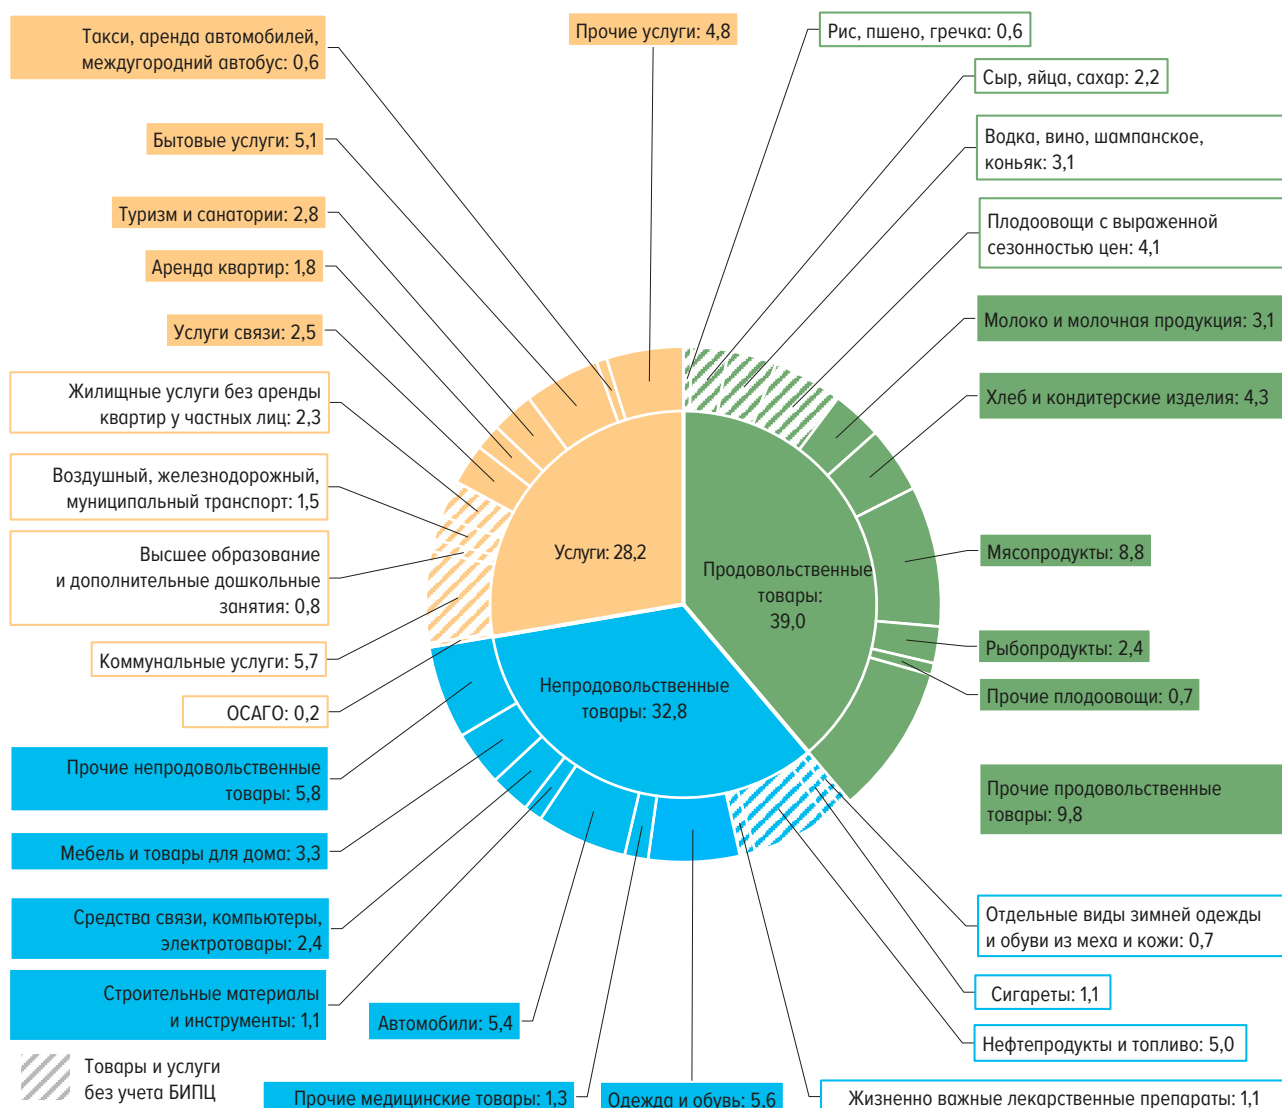 Такси, аренда автомобилей,
междугородний автобус: 0,6
Бытовые услуги: 5,1
Туризм и санатории: 2,8
Аренда квартир: 1,8
Услуги связи: 2,5
Жилищные услуги без аренды
квартир у частных лиц: 2,3
Воздушный, железнодорожный,
муниципальный транспорт: 1,5
Высшее образование
и дополнительные дошкольные
занятия: 0,8
Коммунальные услуги: 5,7
ОСАГО: 0,2
Прочие непродовольственные
товары: 5,8
Мебель и товары для дома: 3,3
Средства связи, компьютеры,
электротовары: 2,4
Строительные материалы
и инструменты: 1,1
Товары и услуги
без учета БИПЦ
Прочие услуги: 4,8
Услуги: 28,2
Продовольственные
товары:
39,0
Непродовольственные
товары: 32,8
Автомобили: 5,4
Прочие медицинские товары: 1,3
Одежда и обувь: 5,6
Рис, пшено, гречка: 0,6
Сыр, яйца, сахар: 2,2
Водка, вино, шампанское,
коньяк: 3,1
Плодоовощи с выраженной
сезонностью цен: 4,1
Молоко и молочная продукция: 3,1
Хлеб и кондитерские изделия: 4,3
Мясопродукты: 8,8
Рыбопродукты: 2,4
Прочие плодоовощи: 0,7
Прочие продовольственные
товары: 9,8
Отдельные виды зимней одежды
и обуви из меха и кожи: 0,7
Сигареты: 1,1
Нефтепродукты и топливо: 5,0
Жизненно важные лекарственные препараты: 1,1